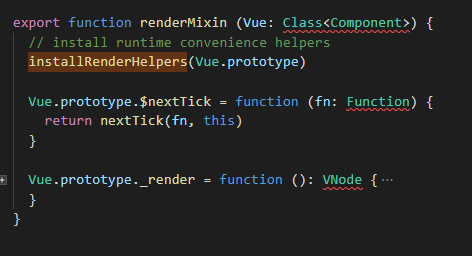 export function renderMixin (Vue: Class<Component>) {
  // install runtime convenience helpers
  installRenderHelpers(Vue.prototype)

  Vue.prototype.$nextTick = function (fn: Function) {
    return nextTick(fn, this)
  }

  Vue.prototype._render = function (): VNode {···
  }
}